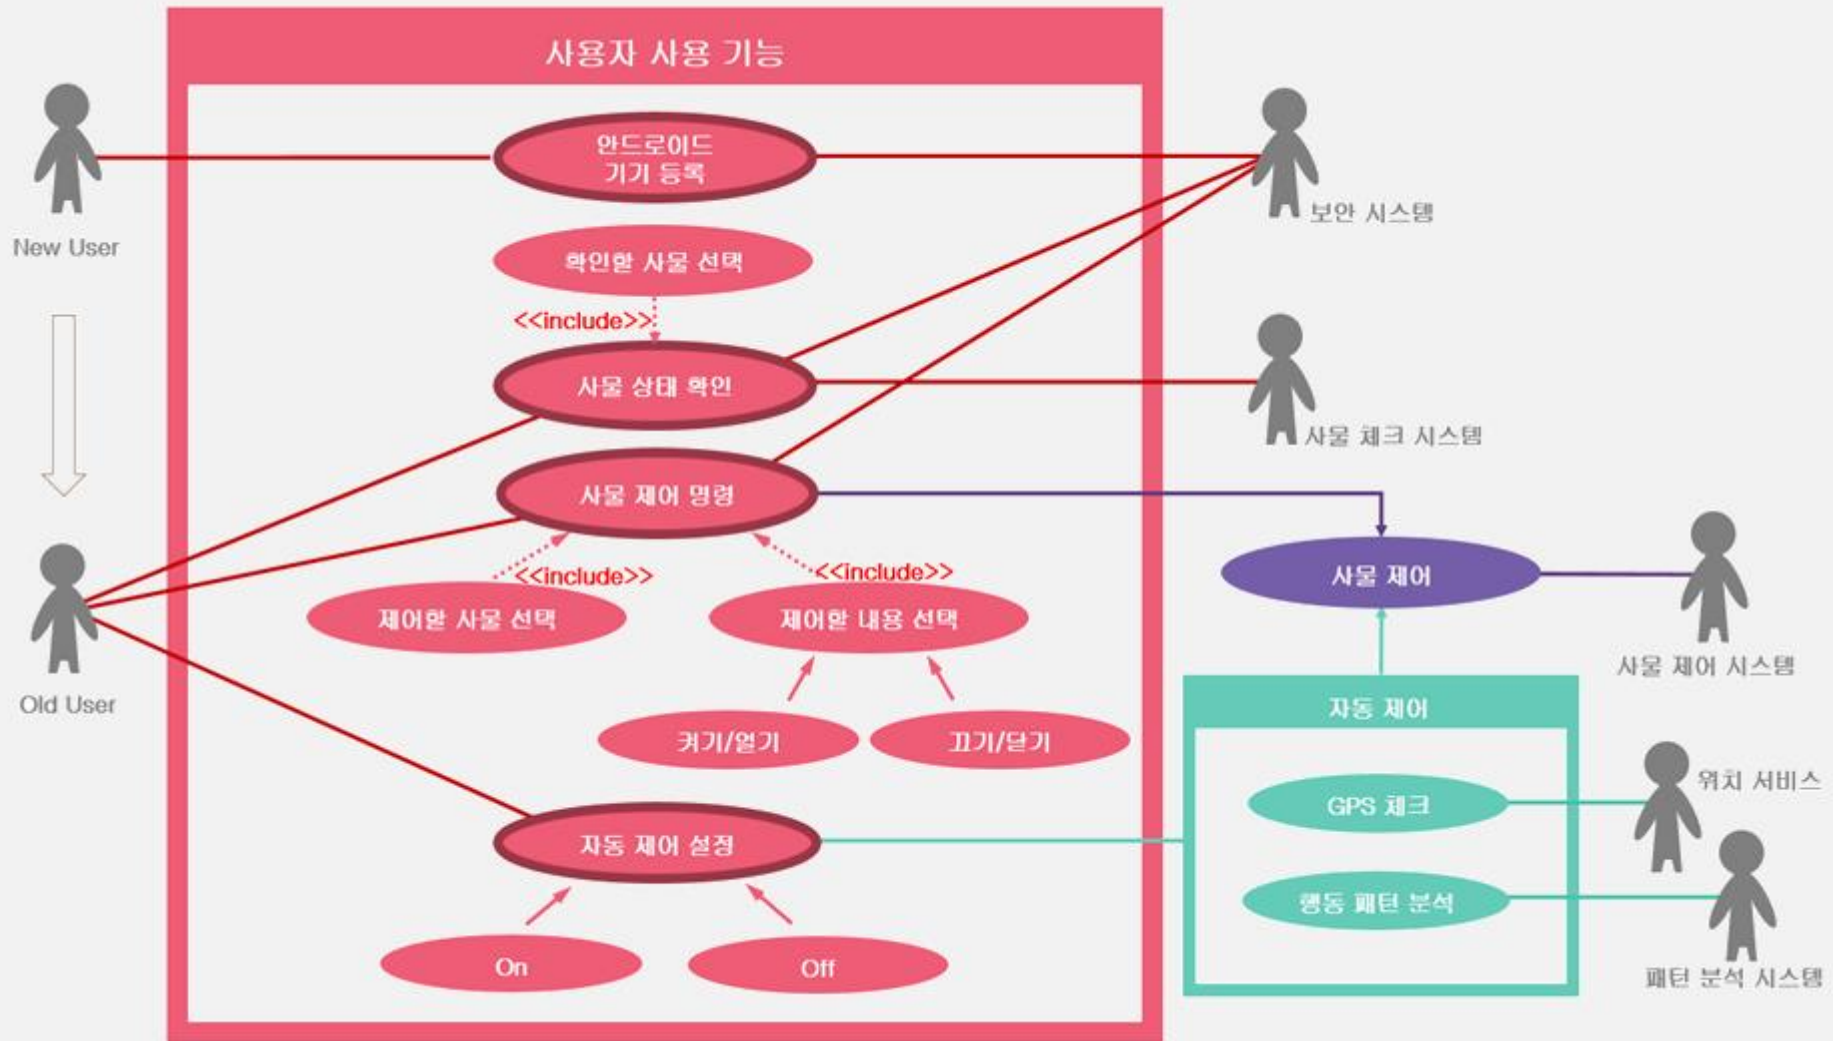 사용자 사용 기능
안드로이드
기기 등록
New User
보안 시스템
확인할 사물 선택
<<include>>
사물 상태 확인
사물 체크 시스템
사물 제어 명령
<<include>>
<<include>>
사물 제어
제어할 사물 선택
제어할 내용 선택
사물 제어 시스템
Old User
자동 제어
켜기/열기
끄기/닫기
위치 서비스
GPS 체크
자동 제어 설정
행동 패턴 분석
On
Off
패턴 분석 시스템